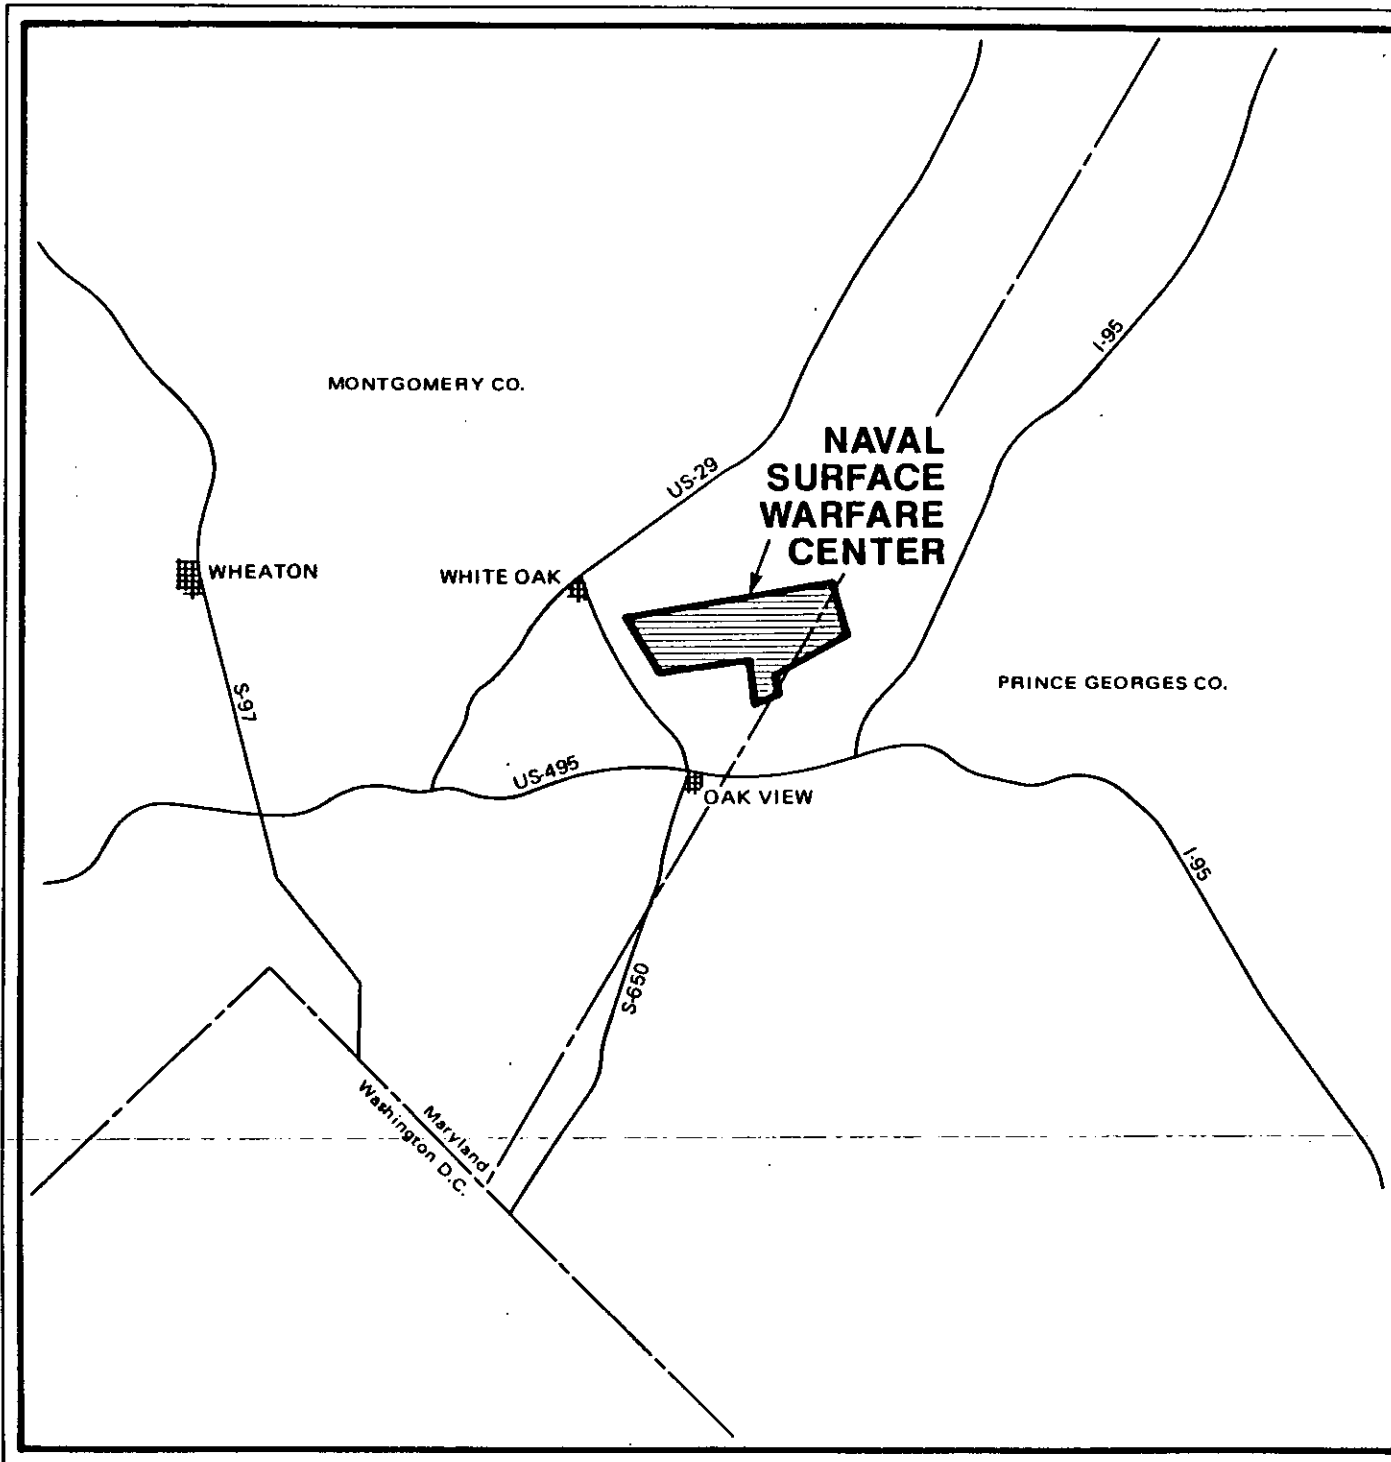 I-95
MONTGOMERY CO.
NAVAL
SURFACE
WARFARE
CENTER
US-29
WHEATON
WHITE OAK
PRINCE GEORGES CO.
S-97
US-495
OAK VIEW
I-95
S-650
Maryland
Washington D.C.